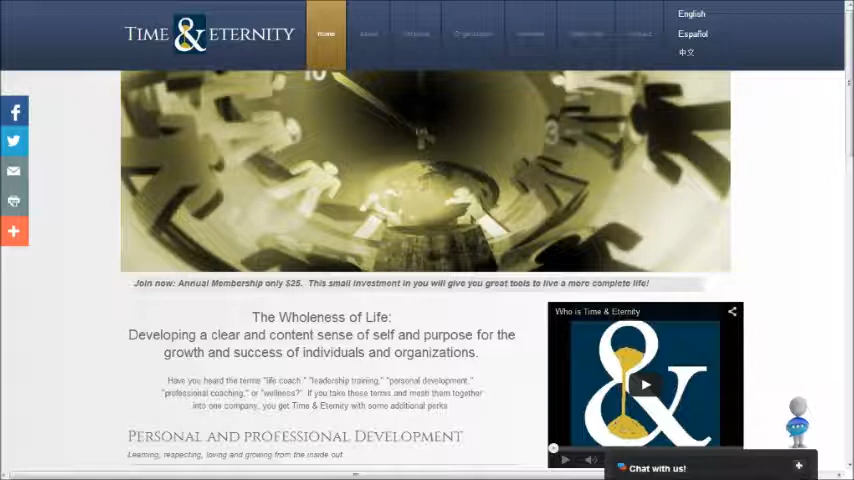 TIME & ETERNITY
Home
English
Español
中文
Join now: Annual Membership only $25. This small investment in you will give you great tools to live a more complete life!
The Wholeness of Life:
Developing a clear and content sense of self and purpose for the
growth and success of individuals and organizations.
Have you heard the terms "life coach," "leadership training," "personal development,"
"professional coaching," or "wellness?" If you take these terms and mesh them together
into one company, you get Time & Eternity with some additional perks
PERSONAL AND PROFESSIONAL DEVELOPMENT
Learning, respecting, loving and growing from the inside out
Who is Time & Eternity
&
Chat with us!